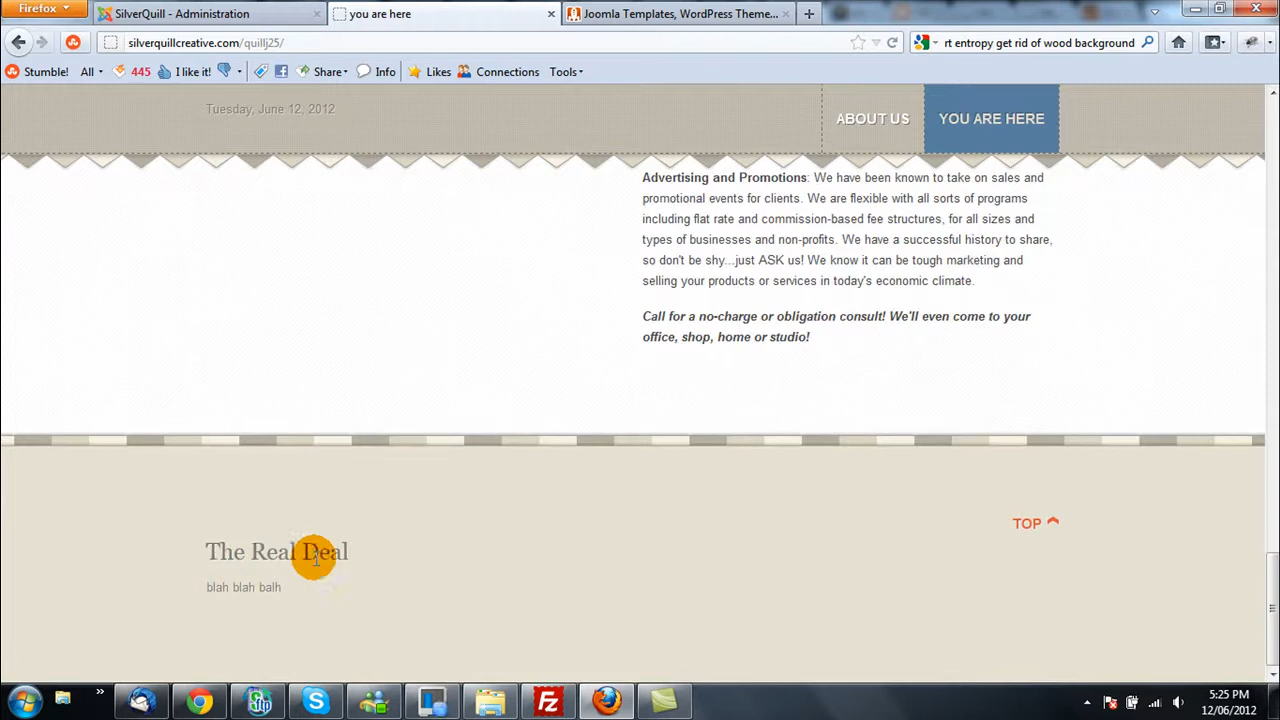 Firefox
SilverQuill - Administration
you are here
Joomla Templates, WordPress Theme...
silverquillcreative.com/quillj25/
rt entropy get rid of wood background
Stumble! All 445 I like it! Share Info Likes Connections Tools
Tuesday, June 12, 2012
ABOUT US
YOU ARE HERE
Advertising and Promotions: We have been known to take on sales and
promotional events for clients. We are flexible with all sorts of programs
including flat rate and commission-based fee structures, for all sizes and
types of businesses and non-profits. We have a successful history to share,
so don't be shy...just ASK us! We know it can be tough marketing and
selling your products or services in today's economic climate.
Call for a no-charge or obligation consult! We'll even come to your
office, shop, home or studio!
TOP
The Real Deal
blah blah balh
5:25 PM
12/06/2012